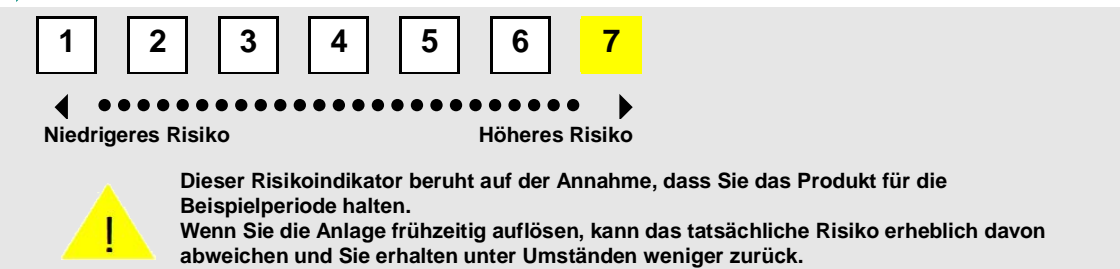 1 2 3 4 5 6 7
Niedrigeres Risiko Höheres Risiko
Dieser Risikoindikator beruht auf der Annahme, dass Sie das Produkt für die
Beispielperiode halten.
!
Wenn Sie die Anlage frühzeitig auflösen, kann das tatsächliche Risiko erheblich davon
abweichen und Sie erhalten unter Umständen weniger zurück.